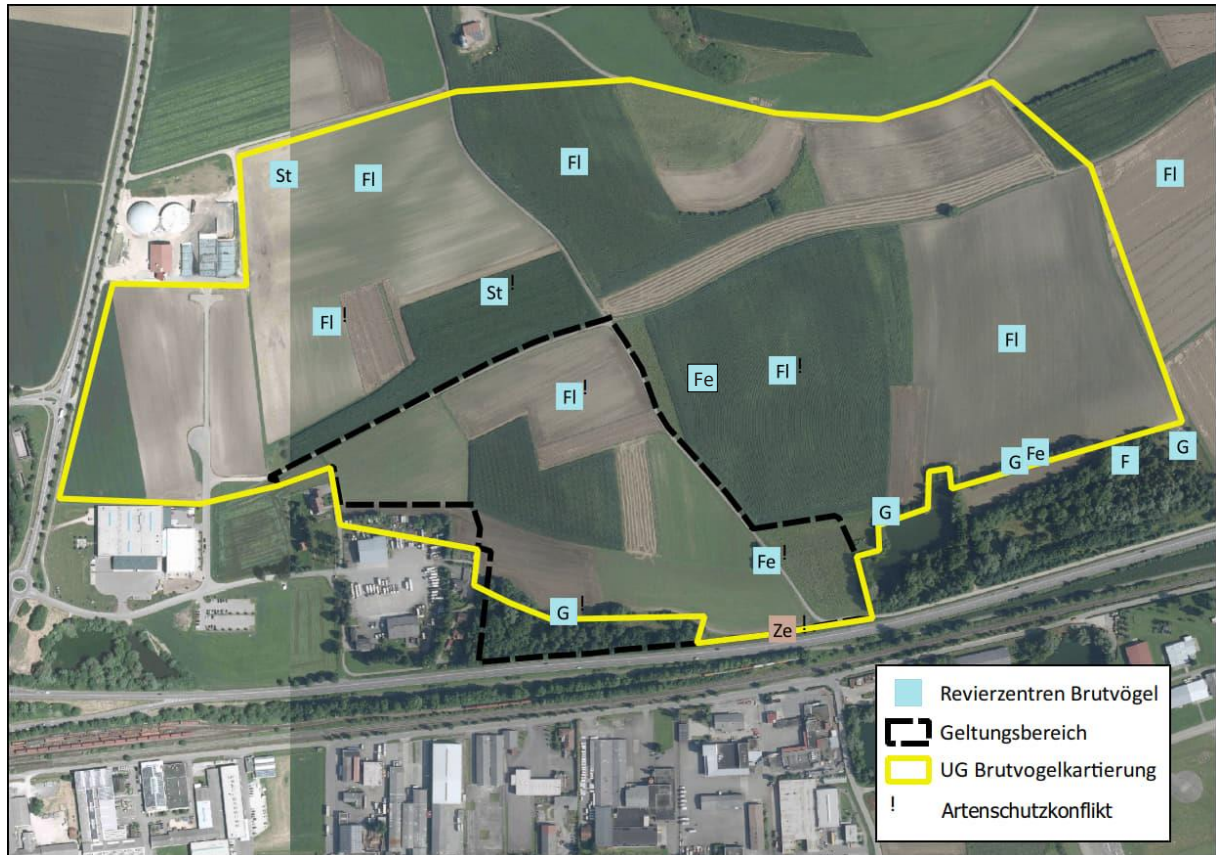 Fl
Fl
St
Fl
St !
Fl !
Fl
Fe
Fl !
Fl !
G
Fe
F
G
G
Fe !
G !
Ze !
Revierzentren Brutvögel
Geltungsbereich
UG Brutvogelkartierung
! Artenschutzkonflikt